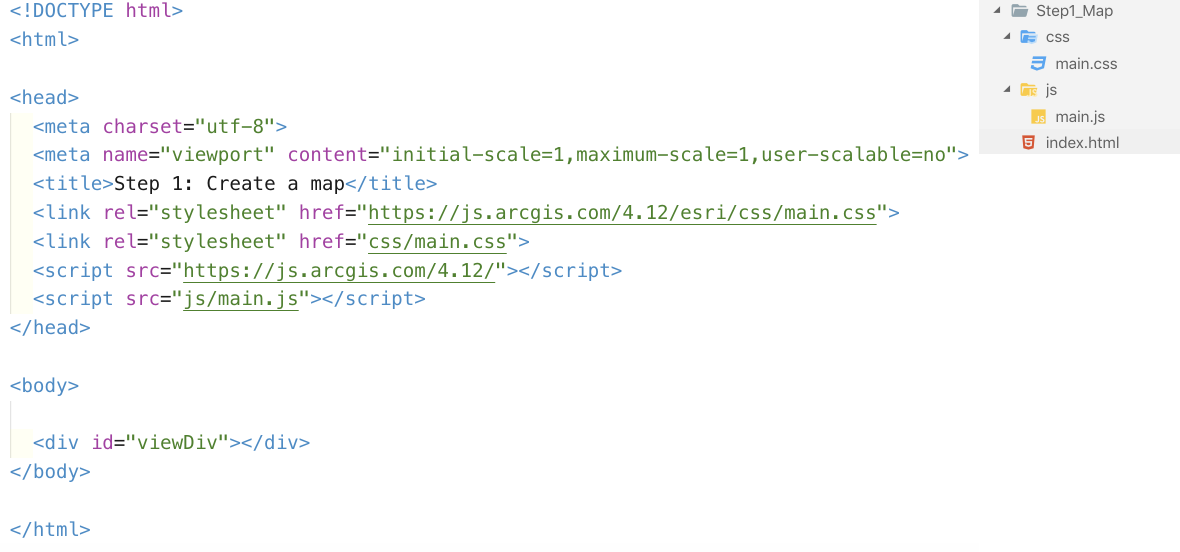 <!DOCTYPE html>
<html>
<head>
<meta charset="utf-8">
<meta name="viewport" content="initial-scale=1,maximum-scale=1,user-scalable=no">
<title>Step 1: Create a map</title>
<link rel="stylesheet" href="https://js.arcgis.com/4.12/esri/css/main.css">
<link rel="stylesheet" href="css/main.css">
<script src="https://js.arcgis.com/4.12/"></script>
<script src="js/main.js"></script>
</head>
<body>
<div id="viewDiv"></div>
</body>
</html>
Step1_Map
css
main.css
js
main.js
index.html